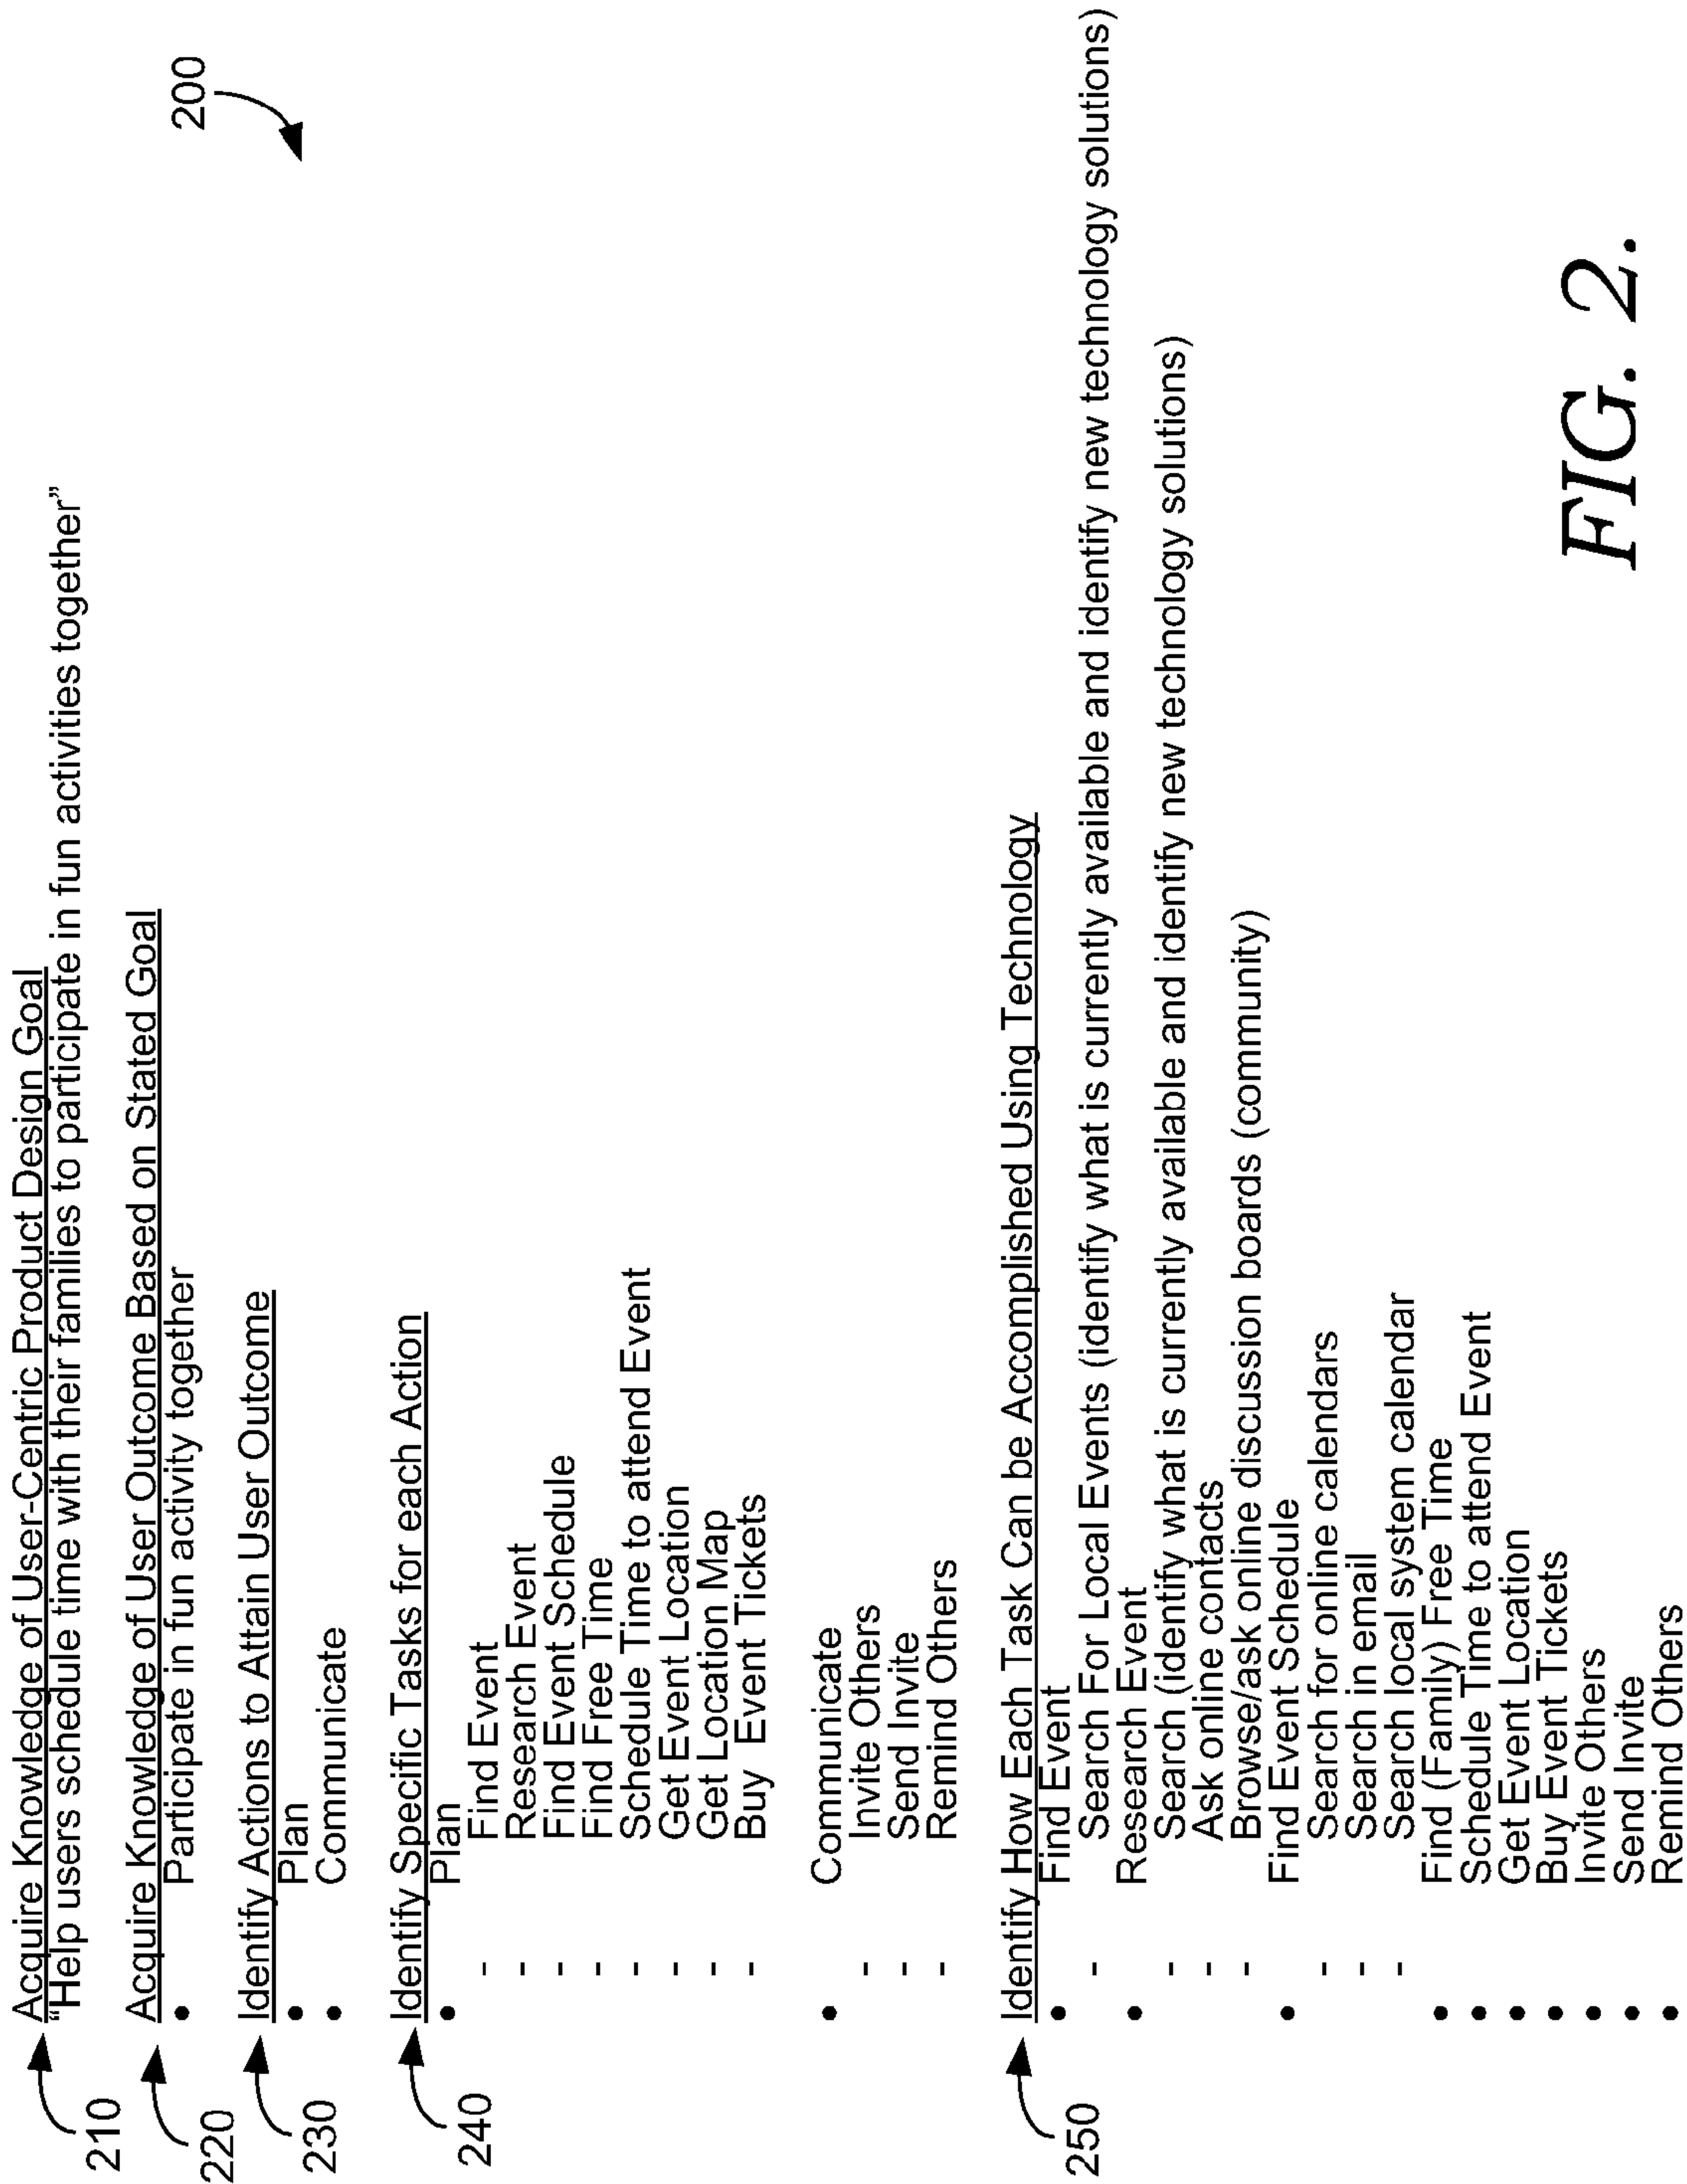 200
210
Acquire Knowledge of User-Centric Product Design Goal
“Help users schedule time with their families to participate in fun activities together”
220
Acquire Knowledge of User Outcome Based on Stated Goal
• Participate in fun activity together
230
Identify Actions to Attain User Outcome
• Plan
• Communicate
240
Identify Specific Tasks for each Action
• Plan
- Find Event
- Research Event
- Find Event Schedule
- Find Free Time
- Schedule Time to attend Event
- Get Event Location
- Get Location Map
- Buy Event Tickets
• Communicate
- Invite Others
- Send Invite
- Remind Others
250
Identify How Each Task Can be Accomplished Using Technology
• Find Event
- Search For Local Events (identify what is currently available and identify new technology solutions)
• Research Event
- Search (identify what is currently available and identify new technology solutions)
- Ask online contacts
- Browse/ask online discussion boards (community)
• Find Event Schedule
- Search for online calendars
- Search in email
- Search local system calendar
• Find (Family) Free Time
• Schedule Time to attend Event
• Get Event Location
• Buy Event Tickets
• Invite Others
• Send Invite
• Remind Others
FIG. 2.